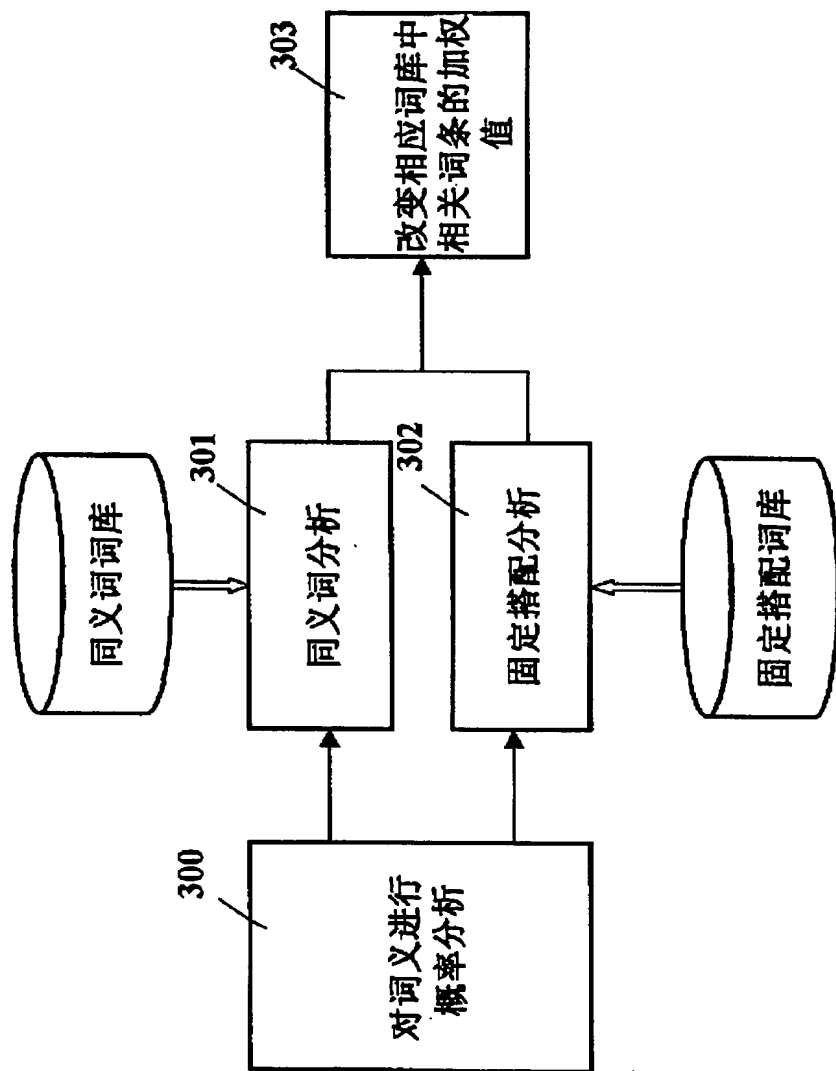 303
改变相应词库中
相关词条的加权
值
同义词词库
301
同义词分析
302
固定搭配分析
固定搭配词库
300
对词义进行
概率分析